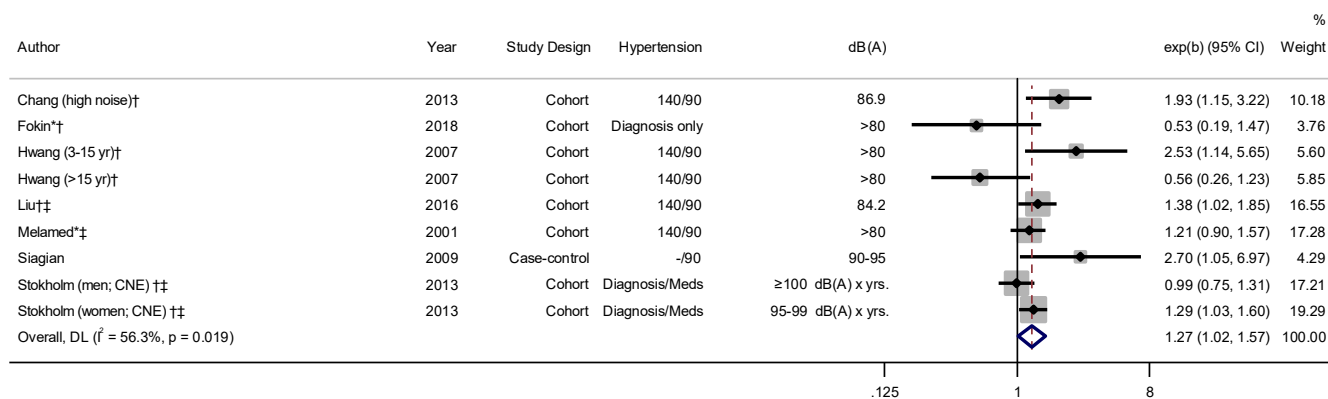 %
Author Year Study Design Hypertension dB(A) exp(b) (95% CI) Weight
Chang (high noise)† 2013 Cohort 140/90 86.9 1.93 (1.15, 3.22) 10.18
Fokin*† 2018 Cohort Diagnosis only >80 0.53 (0.19, 1.47) 3.76
Hwang (3-15 yr)† 2007 Cohort 140/90 >80 2.53 (1.14, 5.65) 5.60
Hwang (>15 yr)† 2007 Cohort 140/90 >80 0.56 (0.26, 1.23) 5.85
Liu†‡ 2016 Cohort 140/90 84.2 1.38 (1.02, 1.85) 16.55
Melamed*‡ 2001 Cohort 140/90 >80 1.21 (0.90, 1.57) 17.28
Siagian 2009 Case-control -/90 90-95 2.70 (1.05, 6.97) 4.29
Stokholm (men; CNE) †‡ 2013 Cohort Diagnosis/Meds ≥100 dB(A) x yrs. 0.99 (0.75, 1.31) 17.21
Stokholm (women; CNE) †‡ 2013 Cohort Diagnosis/Meds 95-99 dB(A) x yrs. 1.29 (1.03, 1.60) 19.29
Overall, DL (I² = 56.3%, p = 0.019) 1.27 (1.02, 1.57) 100.00
.125 1 8